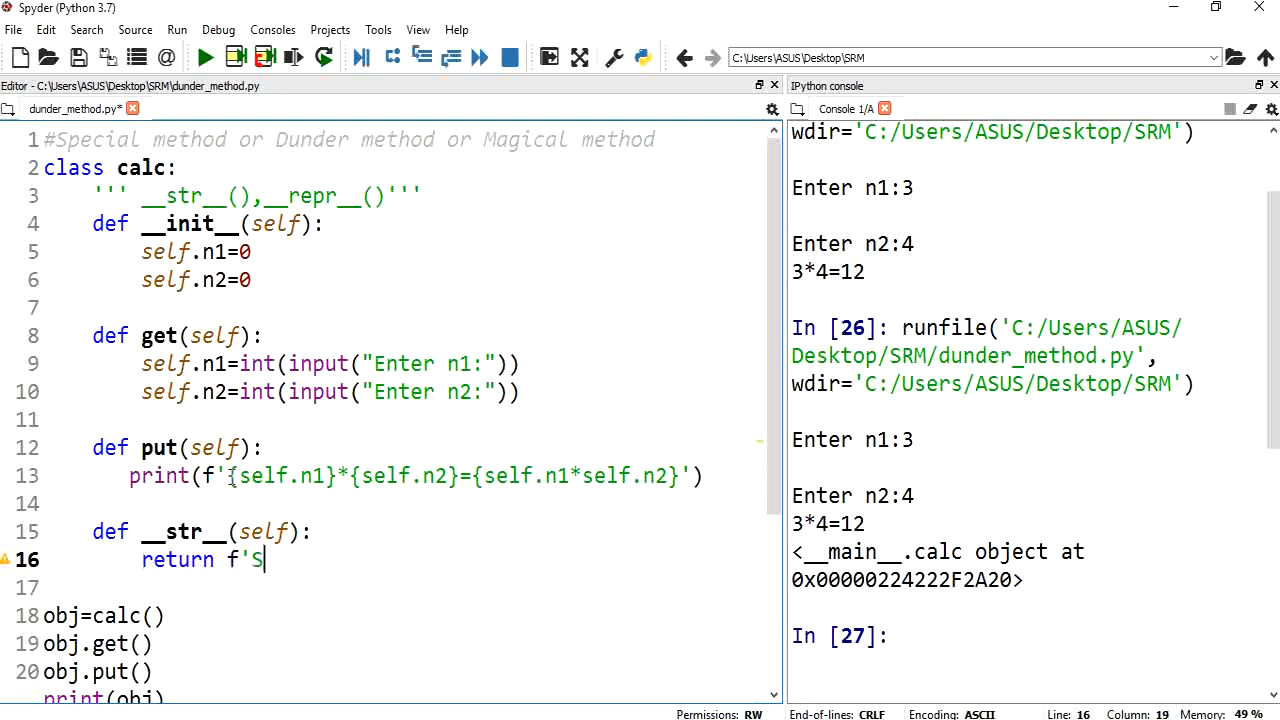 Spyder (Python 3.7)
File Edit Search Source Run Debug Consoles Projects Tools View Help
C:\Users\ASUS\Desktop\SRM
Editor - C:\Users\ASUS\Desktop\SRM\dunder_method.py
dunder_method.py*
1 #Special method or Dunder method or Magical method
2 class calc:
3     ''' __str__(),__repr__()'''
4     def __init__(self):
5         self.n1=0
6         self.n2=0
7
8     def get(self):
9         self.n1=int(input("Enter n1:"))
10         self.n2=int(input("Enter n2:"))
11
12     def put(self):
13        print(f'{self.n1}*{self.n2}={self.n1*self.n2}')
14
15     def __str__(self):
16         return f'S
17
18 obj=calc()
19 obj.get()
20 obj.put()
print(obj)
IPython console
Console 1/A
wdir='C:/Users/ASUS/Desktop/SRM')
Enter n1:3
Enter n2:4
3*4=12
In [26]: runfile('C:/Users/ASUS/
Desktop/SRM/dunder_method.py',
wdir='C:/Users/ASUS/Desktop/SRM')
Enter n1:3
Enter n2:4
3*4=12
<__main__.calc object at
0x00000224222F2A20>
In [27]:
Permissions: RW End-of-lines: CRLF Encoding: ASCII Line: 16 Column: 19 Memory: 49 %